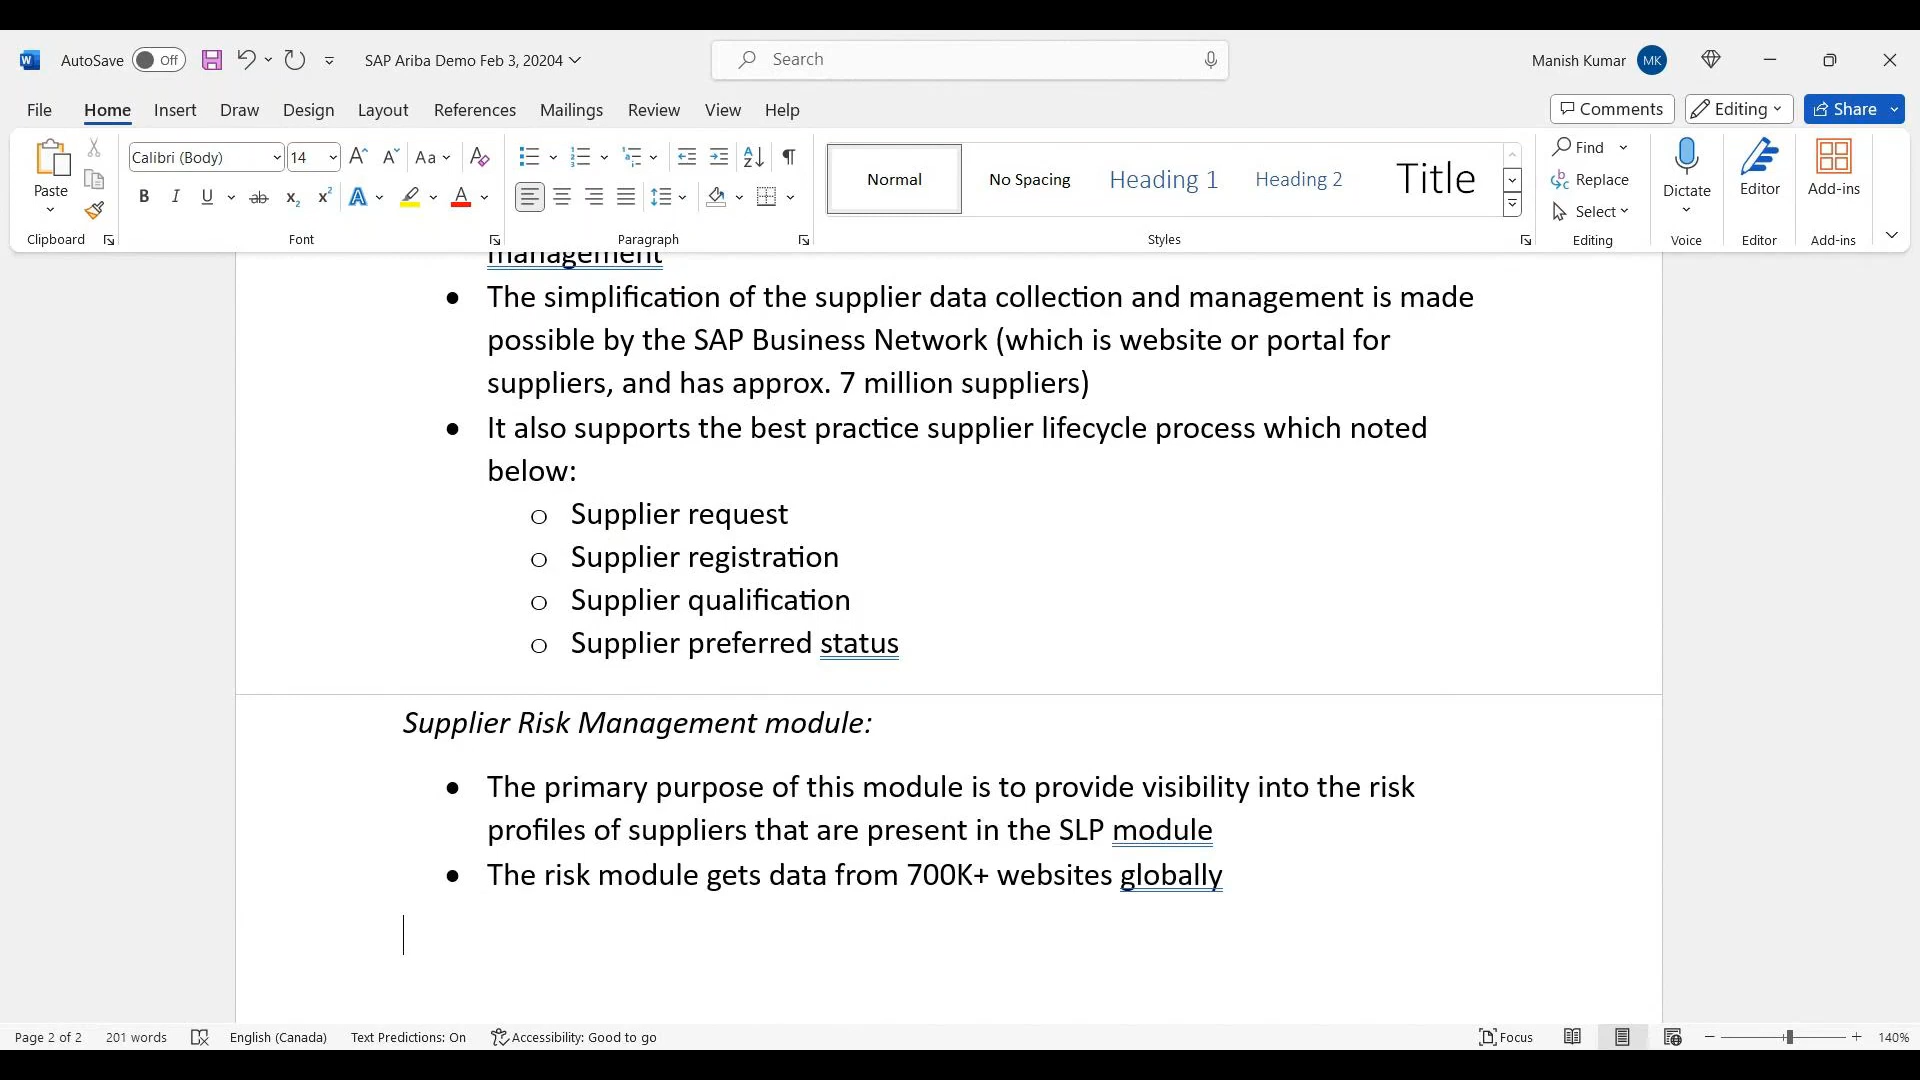 AutoSave Off SAP Ariba Demo Feb 3, 20204 Search Manish Kumar MK
File Home Insert Draw Design Layout References Mailings Review View Help Comments Editing Share
Paste Calibri (Body) 14 Aa Normal No Spacing Heading 1 Heading 2 Title Find Replace Select Dictate Editor Add-ins
Clipboard Font Paragraph Styles Editing Voice Editor Add-ins
management
• The simplification of the supplier data collection and management is made
possible by the SAP Business Network (which is website or portal for
suppliers, and has approx. 7 million suppliers)
• It also supports the best practice supplier lifecycle process which noted
below:
o Supplier request
o Supplier registration
o Supplier qualification
o Supplier preferred status
Supplier Risk Management module:
• The primary purpose of this module is to provide visibility into the risk
profiles of suppliers that are present in the SLP module
• The risk module gets data from 700K+ websites globally
Page 2 of 2 201 words English (Canada) Text Predictions: On Accessibility: Good to go Focus 140%